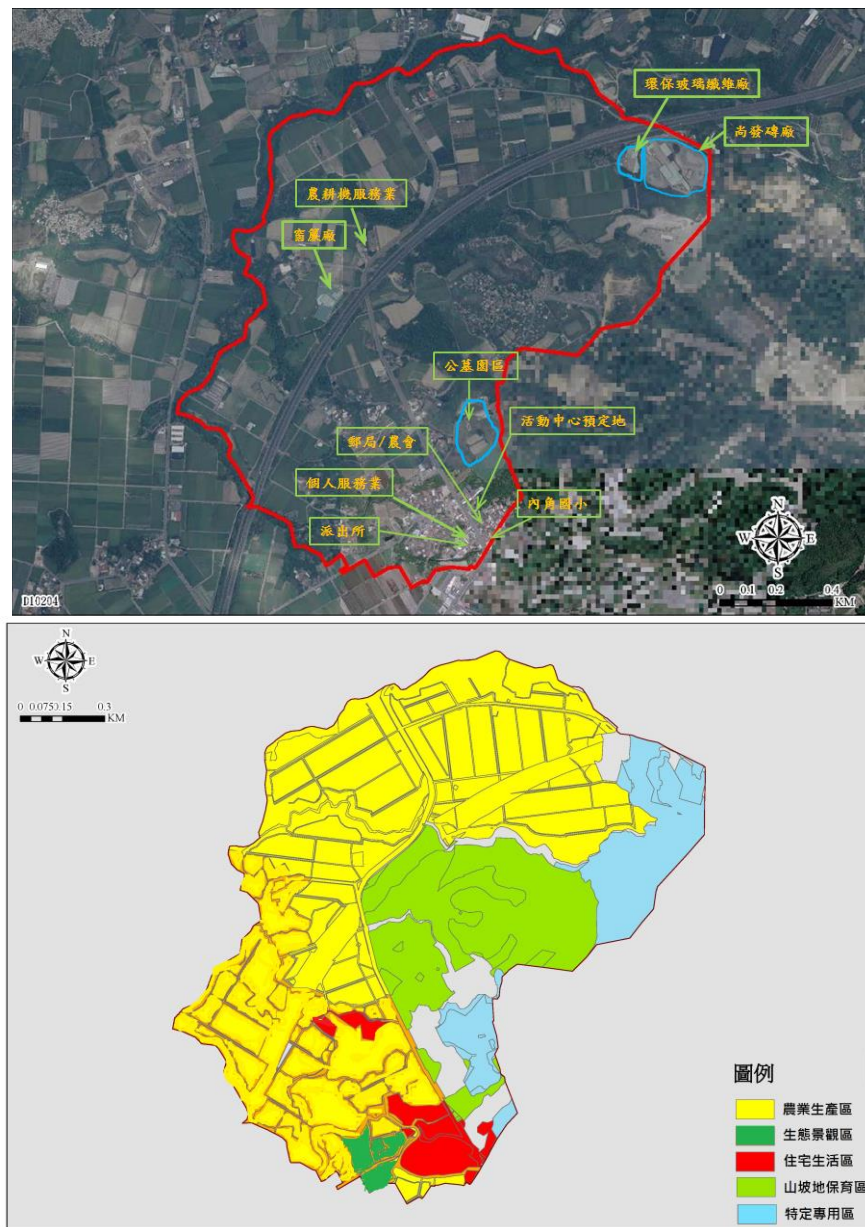 環保玻璃纖維廠
尚發磚廠
農耕機服務業
窗簾廠
公墓園區
活動中心預定地
郵局/農會
個人服務業
內角國小
派出所
N
W E
S
D10204
0 0.1 0.2 0.4
KM
N
W E
S
0 0.075 0.15 0.3
KM
圖例
農業生產區
生態景觀區
住宅生活區
山坡地保育區
特定專用區